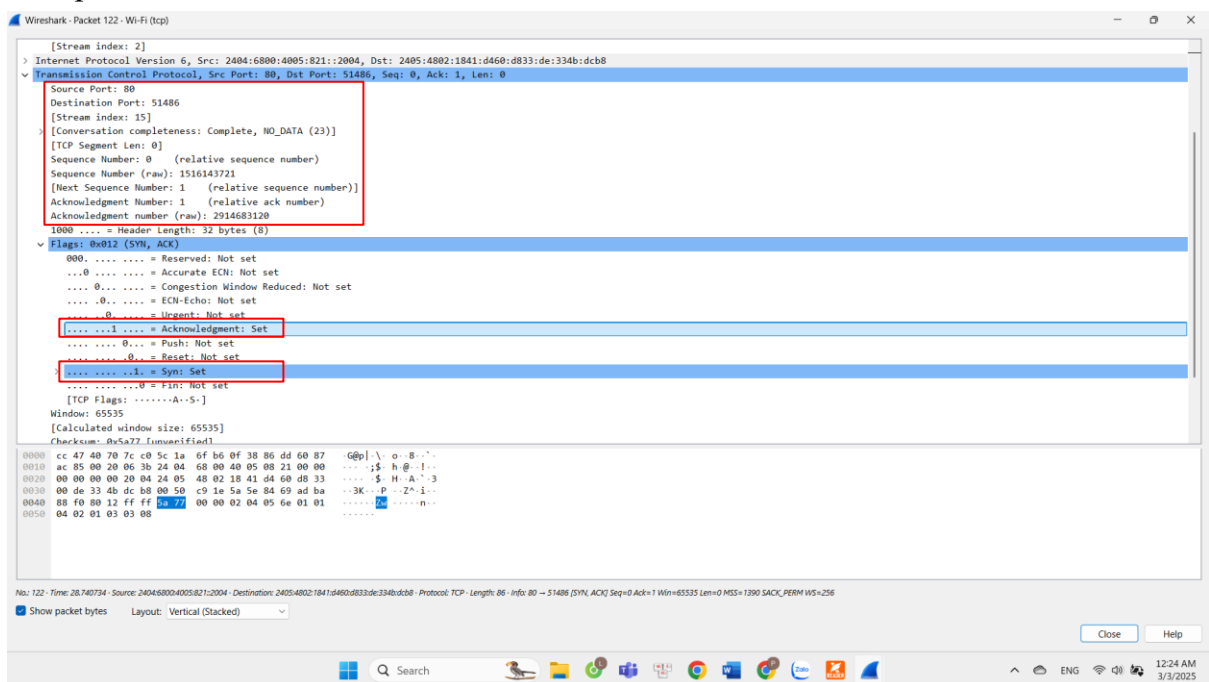 Wireshark · Packet 122 · Wi-Fi (tcp)
[Stream index: 2]
Internet Protocol Version 6, Src: 2404:6800:4005:821::2004, Dst: 2405:4802:1841:d460:d833:de:334b:dcb8
Transmission Control Protocol, Src Port: 80, Dst Port: 51486, Seq: 0, Ack: 1, Len: 0
Source Port: 80
Destination Port: 51486
[Stream index: 15]
[Conversation completeness: Complete, NO_DATA (23)]
[TCP Segment Len: 0]
Sequence Number: 0 (relative sequence number)
Sequence Number (raw): 1516143721
[Next Sequence Number: 1 (relative sequence number)]
Acknowledgment Number: 1 (relative ack number)
Acknowledgment number (raw): 2914683120
1000 .... = Header Length: 32 bytes (8)
Flags: 0x012 (SYN, ACK)
000. .... .... = Reserved: Not set
...0 .... .... = Accurate ECN: Not set
.... 0... .... = Congestion Window Reduced: Not set
.... .0.. .... = ECN-Echo: Not set
.... ..0. .... = Urgent: Not set
.... ...1 .... = Acknowledgment: Set
.... .... 0... = Push: Not set
.... .... .0.. = Reset: Not set
.... .... ..1. = Syn: Set
.... .... ...0 = Fin: Not set
[TCP Flags: ·······A··S·]
Window: 65535
[Calculated window size: 65535]
Checksum: 0x5a77 [unverified]
0000 cc 47 40 70 7c c0 5c 1a 6f b6 0f 38 86 dd 60 87 ·G@p|·\· o··8··`·
0010 ac 85 00 20 06 3b 24 04 68 00 40 05 08 21 00 00 ··· ·;$· h·@··!··
0020 00 00 00 00 20 04 24 05 48 02 18 41 d4 60 d8 33 ···· ·$· H··A·`·3
0030 00 de 33 4b dc b8 00 50 c9 1e 5a 5e 84 69 ad ba ··3K···P ··Z^·i··
0040 88 f0 80 12 ff ff 5a 77 00 00 02 04 05 6e 01 01 ······Zw ·····n··
0050 04 02 01 03 03 08 ······
No.: 122 · Time: 28.740734 · Source: 2404:6800:4005:821::2004 · Destination: 2405:4802:1841:d460:d833:de:334b:dcb8 · Protocol: TCP · Length: 86 · Info: 80 → 51486 [SYN, ACK] Seq=0 Ack=1 Win=65535 Len=0 MSS=1390 SACK_PERM WS=256
Show packet bytes Layout: Vertical (Stacked)
Close Help
Search ENG 12:24 AM
3/3/2025